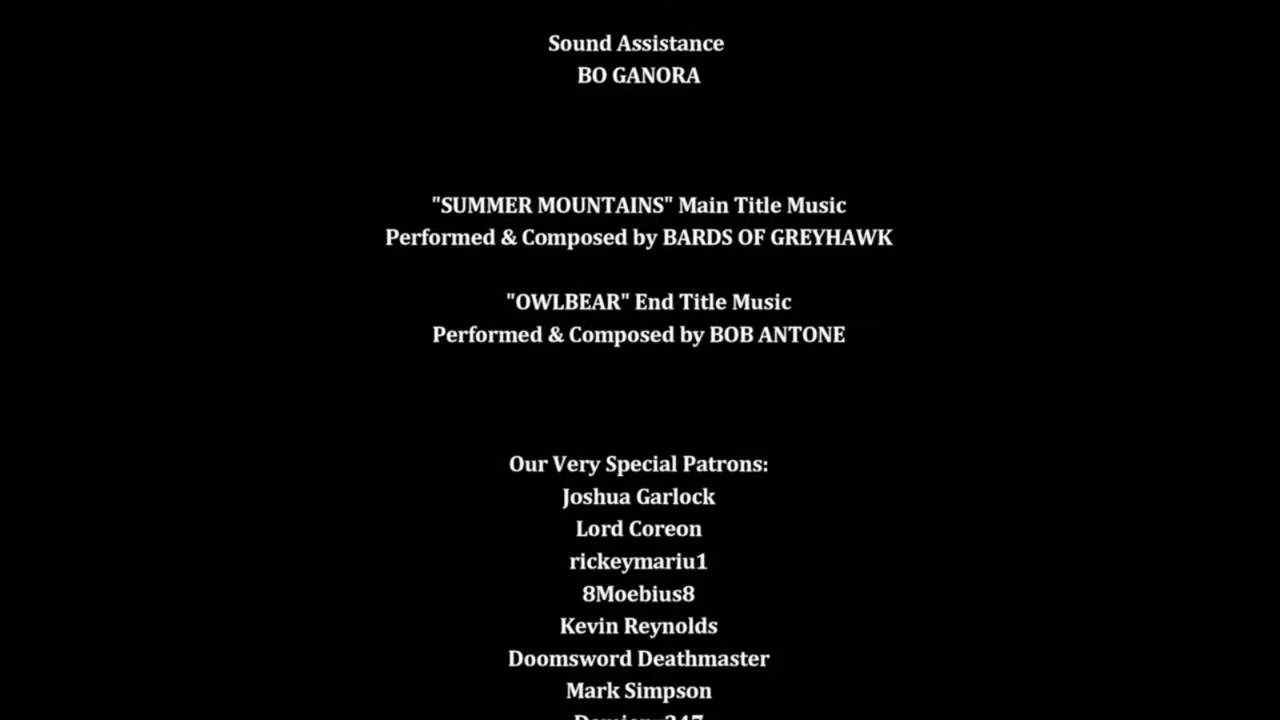 Sound Assistance
BO GANORA
"SUMMER MOUNTAINS" Main Title Music
Performed & Composed by BARDS OF GREYHAWK
"OWLBEAR" End Title Music
Performed & Composed by BOB ANTONE
Our Very Special Patrons:
Joshua Garlock
Lord Coreon
rickeymariu1
8Moebius8
Kevin Reynolds
Doomsword Deathmaster
Mark Simpson